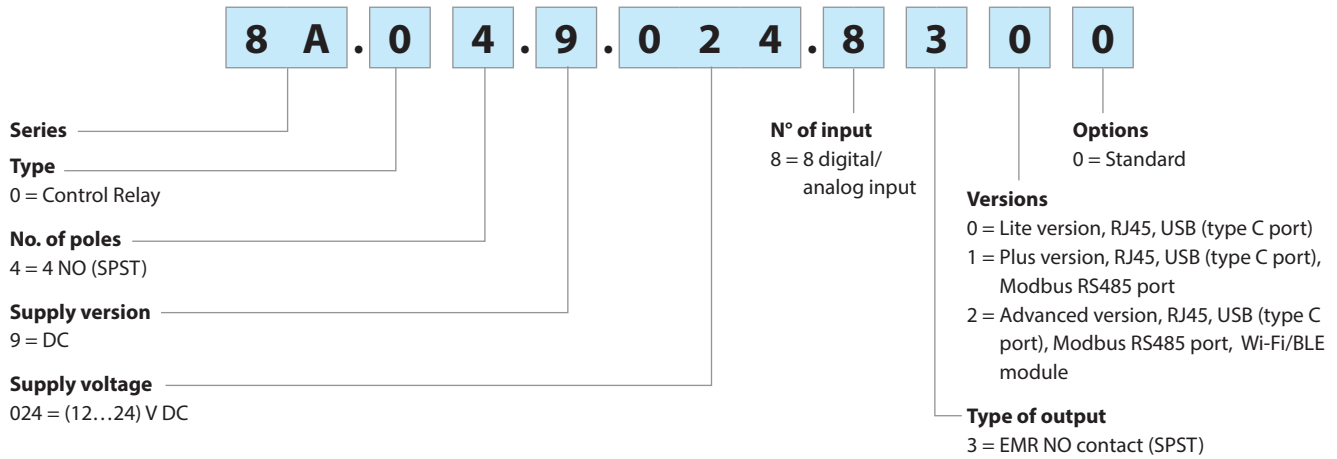 8 A . 0 4 . 9 . 0 2 4 . 8 3 0 0
Series
Type
0 = Control Relay
No. of poles
4 = 4 NO (SPST)
Supply version
9 = DC
Supply voltage
024 = (12…24) V DC
N° of input
8 = 8 digital/
analog input
Options
0 = Standard
Versions
0 = Lite version, RJ45, USB (type C port)
1 = Plus version, RJ45, USB (type C port),
Modbus RS485 port
2 = Advanced version, RJ45, USB (type C
port), Modbus RS485 port, Wi-Fi/BLE
module
Type of output
3 = EMR NO contact (SPST)